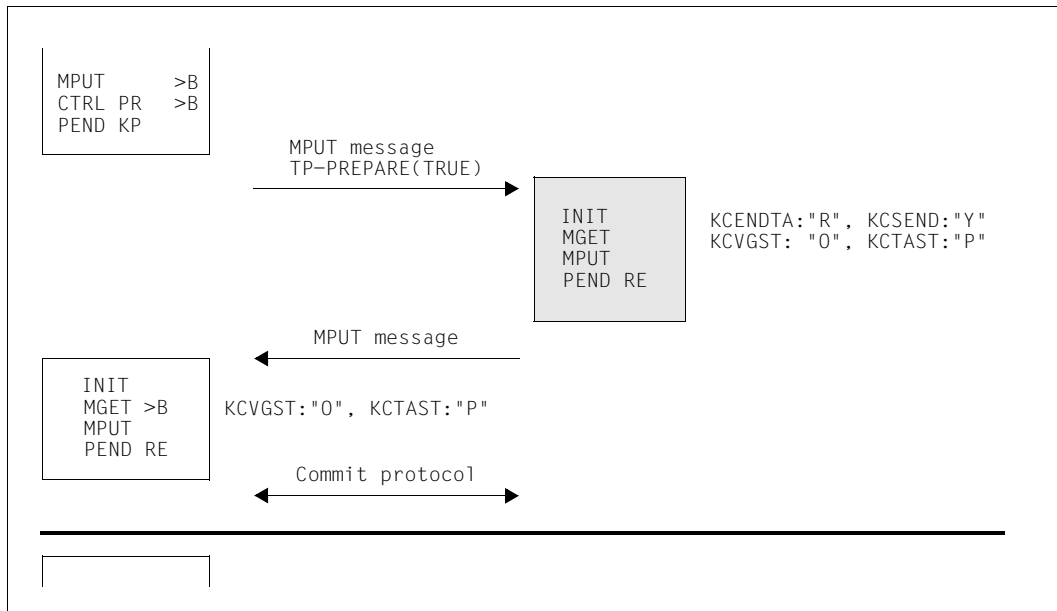 MPUT >B
CTRL PR >B
PEND KP
MPUT message
TP-PREPARE(TRUE)
INIT
MGET
MPUT
PEND RE
KCENDTA:"R", KCSEND:"Y"
KCVGST: "O", KCTAST:"P"
MPUT message
INIT
MGET >B
MPUT
PEND RE
KCVGST:"O", KCTAST:"P"
Commit protocol